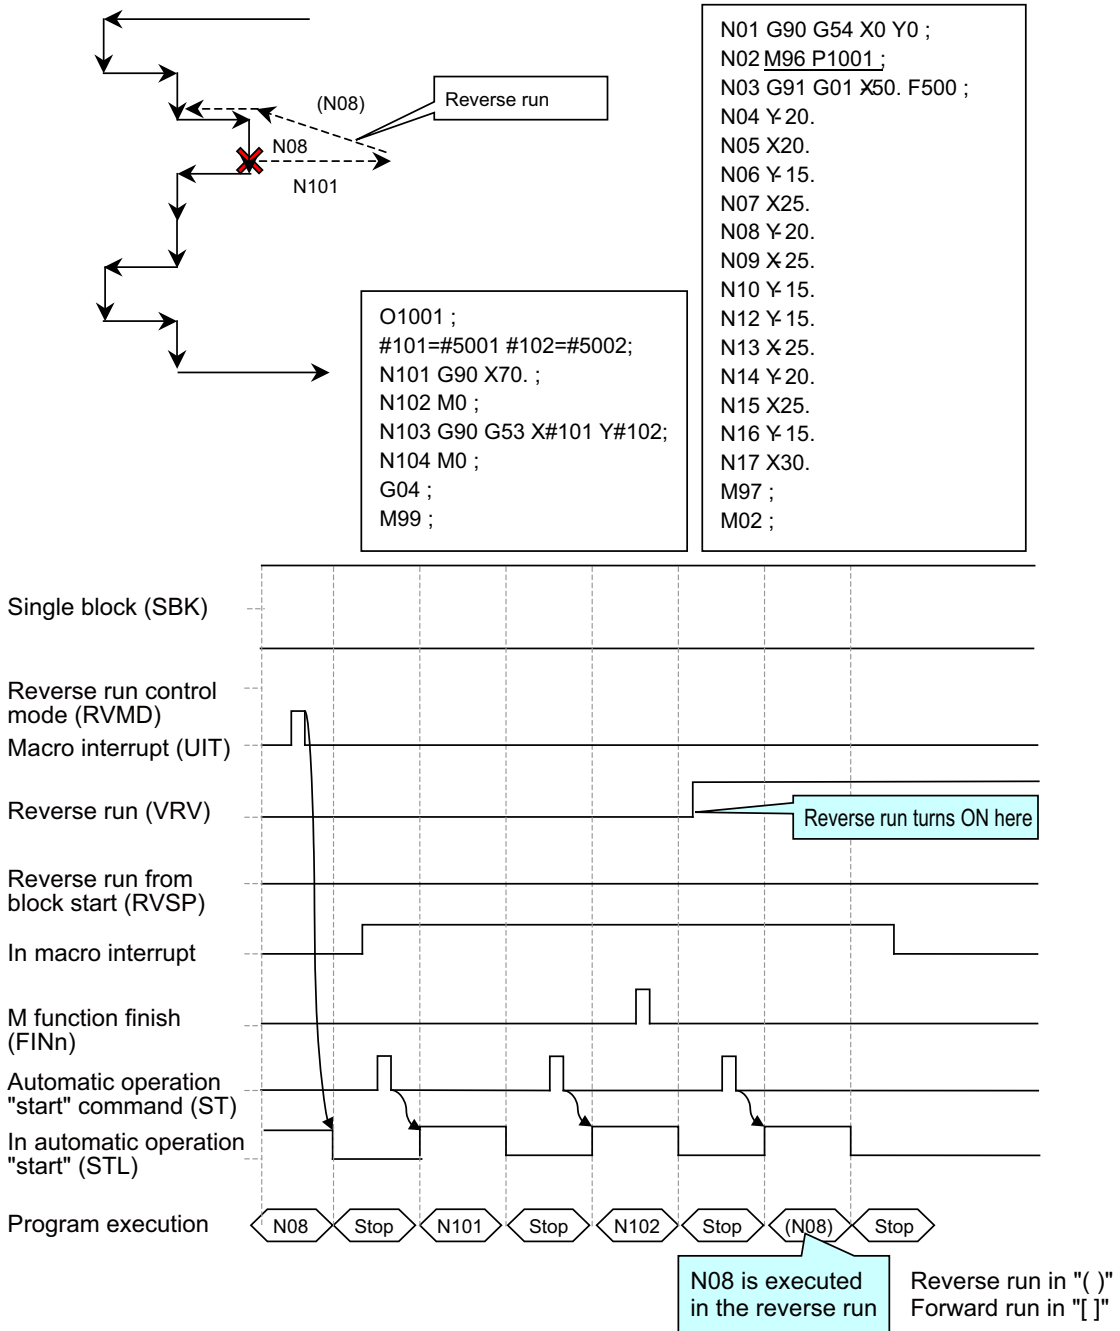 (N08)
Reverse run
N08
N101
N01 G90 G54 X0 Y0 ;
N02 M96 P1001 ;
N03 G91 G01 X-50. F500 ;
N04 Y-20.
N05 X20.
N06 Y-15.
N07 X25.
N08 Y-20.
N09 X-25.
N10 Y-15.
N12 Y-15.
N13 X-25.
N14 Y-20.
N15 X25.
N16 Y-15.
N17 X30.
M97 ;
M02 ;
O1001 ;
#101=#5001 #102=#5002;
N101 G90 X70. ;
N102 M0 ;
N103 G90 G53 X#101 Y#102;
N104 M0 ;
G04 ;
M99 ;
Single block (SBK)
Reverse run control
mode (RVMD)
Macro interrupt (UIT)
Reverse run (VRV)
Reverse run turns ON here
Reverse run from
block start (RVSP)
In macro interrupt
M function finish
(FINn)
Automatic operation
"start" command (ST)
In automatic operation
"start" (STL)
Program execution
N08
Stop
N101
Stop
N102
Stop
(N08)
Stop
N08 is executed
in the reverse run
Reverse run in "( )"
Forward run in "[ ]"